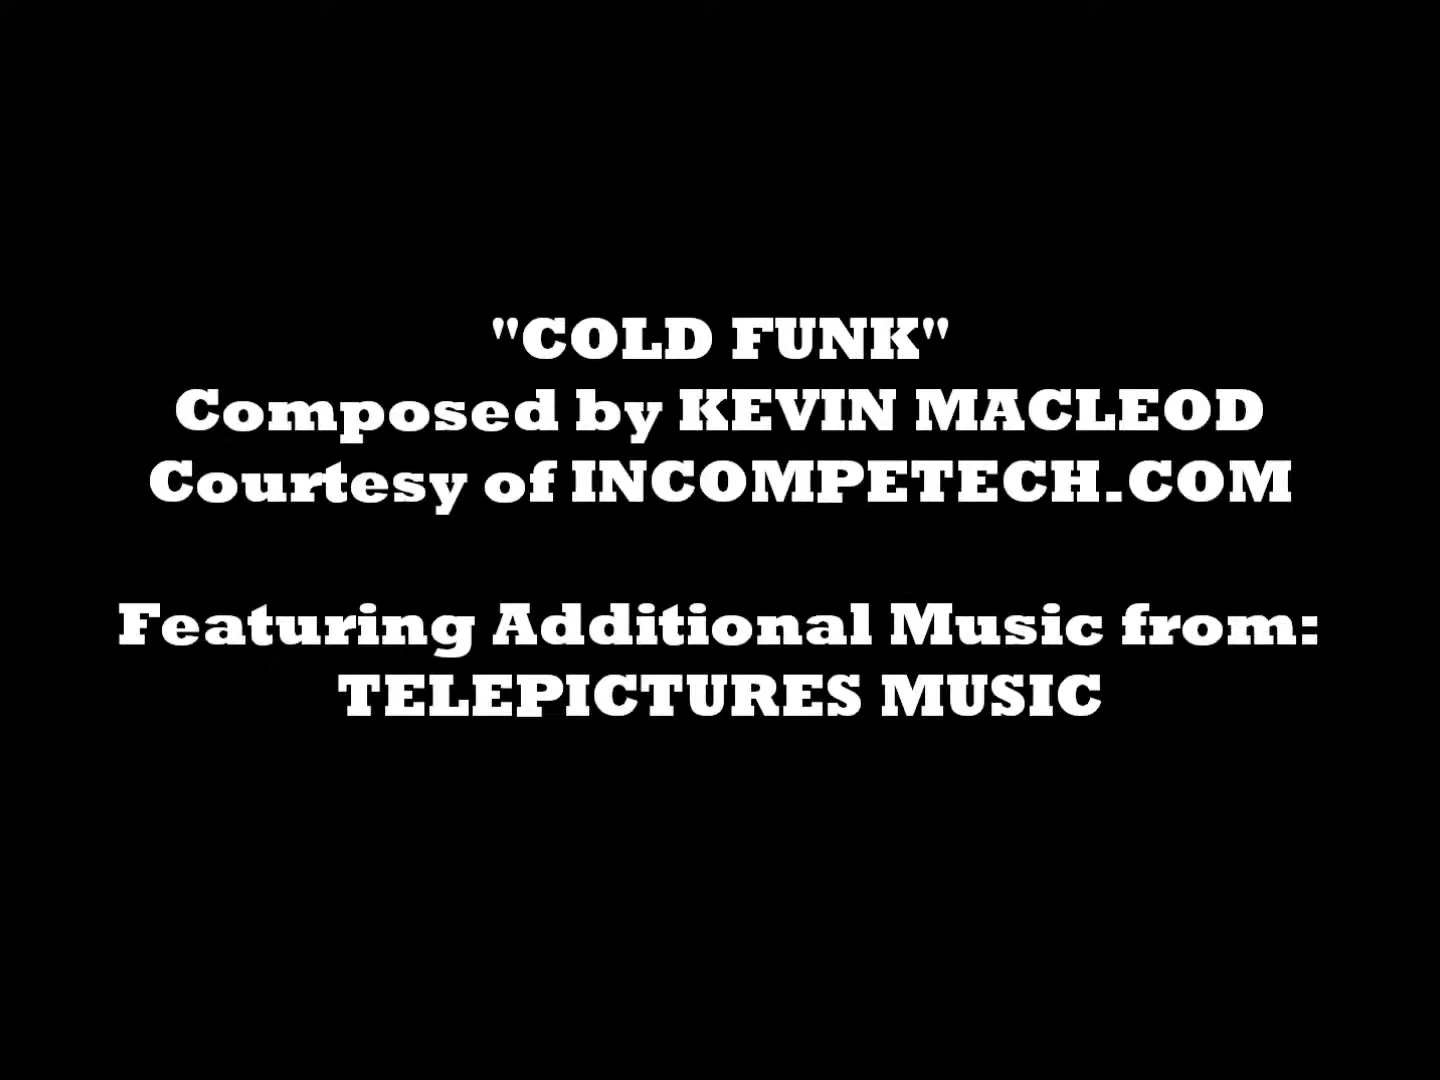 "COLD FUNK"
Composed by KEVIN MACLEOD
Courtesy of INCOMPETECH.COM
Featuring Additional Music from:
TELEPICTURES MUSIC